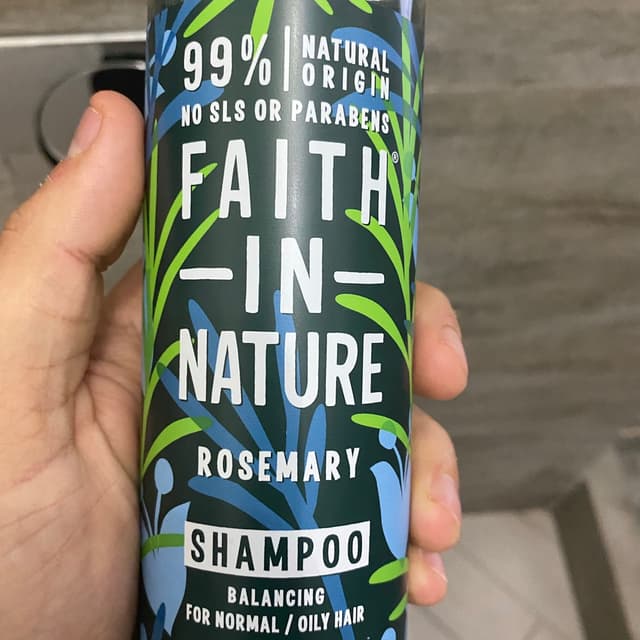 99% | NATURAL
ORIGIN
NO SLS OR PARABENS
FAITH®
—IN—
NATURE
ROSEMARY
SHAMPOO
BALANCING
FOR NORMAL / OILY HAIR